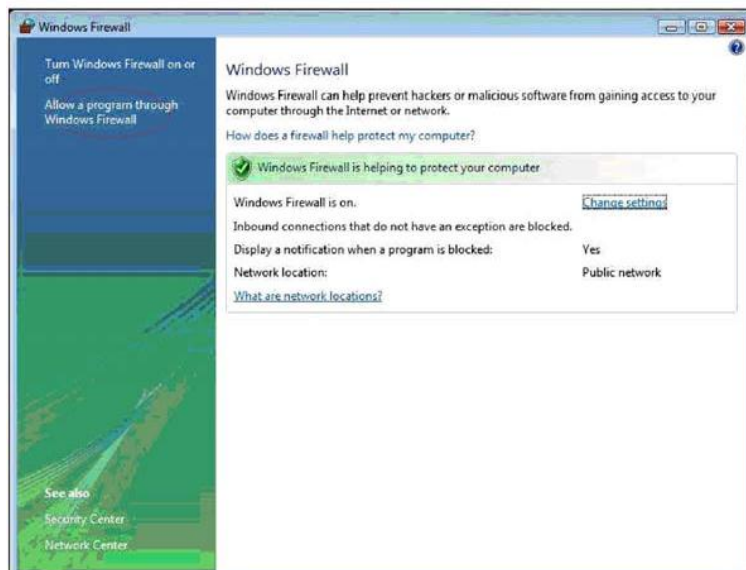 Windows Firewall
Turn Windows Firewall on or
off
Allow a program through
Windows Firewall
See also
Security Center
Network Center
?
Windows Firewall
Windows Firewall can help prevent hackers or malicious software from gaining access to your
computer through the Internet or network.
How does a firewall help protect my computer?
Windows Firewall is helping to protect your computer
Windows Firewall is on. Change settings
Inbound connections that do not have an exception are blocked.
Display a notification when a program is blocked: Yes
Network location: Public network
What are network locations?